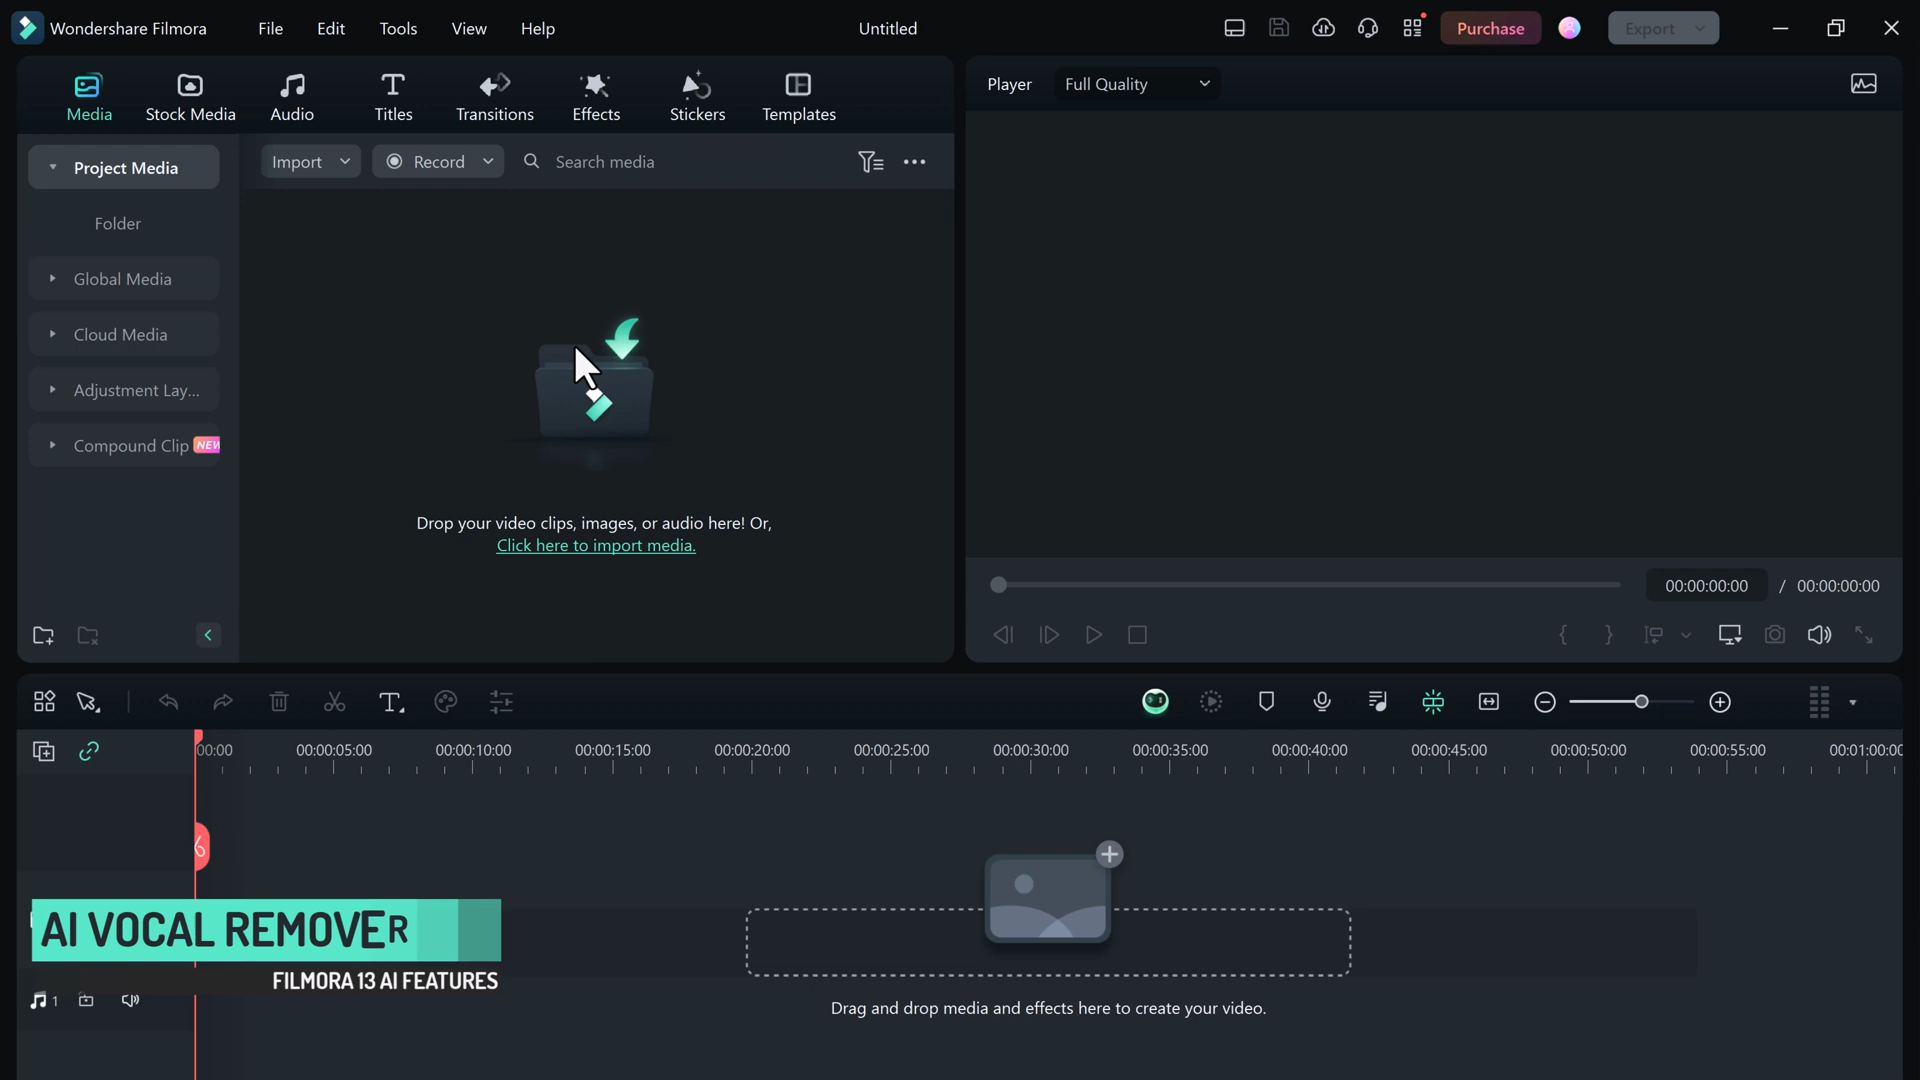 Wondershare Filmora
File
Edit
Tools
View
Help
Untitled
Purchase
Export
Media
Stock Media
Audio
Titles
Transitions
Effects
Stickers
Templates
Player
Full Quality
Project Media
Import
Record
Search media
Folder
Global Media
Cloud Media
Adjustment Lay...
Compound Clip
NEW
Drop your video clips, images, or audio here! Or,
Click here to import media.
00:00:00:00
/ 00:00:00:00
00:00
00:00:05:00
00:00:10:00
00:00:15:00
00:00:20:00
00:00:25:00
00:00:30:00
00:00:35:00
00:00:40:00
00:00:45:00
00:00:50:00
00:00:55:00
00:01:00:00
AI VOCAL REMOVER
FILMORA 13 AI FEATURES
1
Drag and drop media and effects here to create your video.